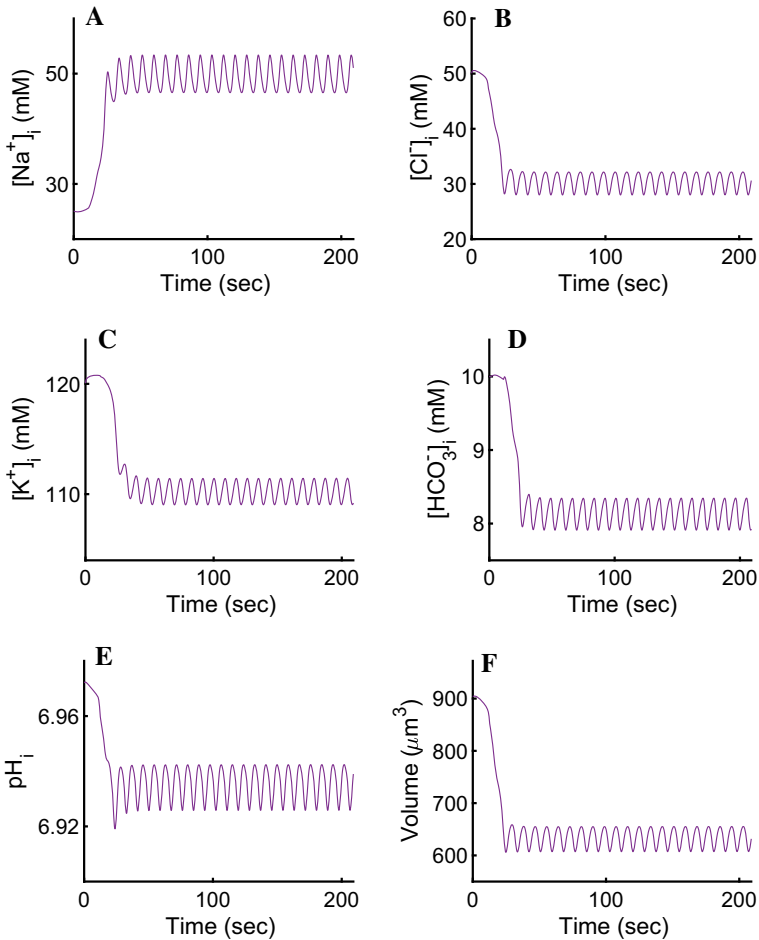 A
[Na⁺]ᵢ (mM)
50
30
0
100
200
Time (sec)
B
[Cl⁻]ᵢ (mM)
60
50
40
30
20
0
100
200
Time (sec)
C
[K⁺]ᵢ (mM)
120
110
0
100
200
Time (sec)
D
[HCO₃⁻]ᵢ (mM)
10
9
8
0
100
200
Time (sec)
E
pHᵢ
6.96
6.92
0
100
200
Time (sec)
F
Volume (μm³)
900
800
700
600
0
100
200
Time (sec)